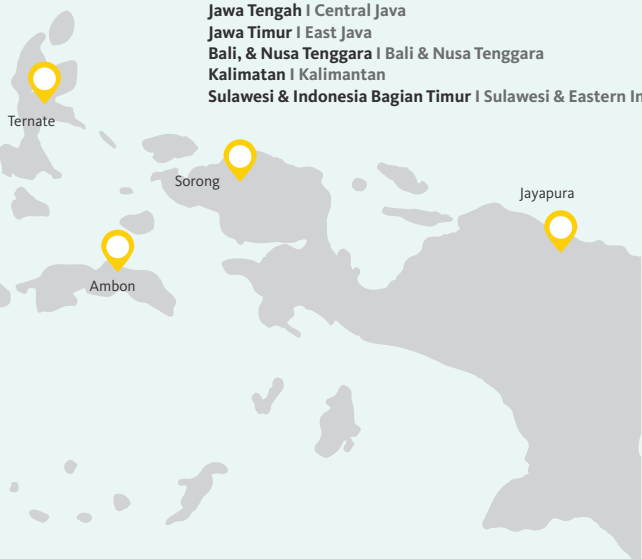 Jawa Tengah I Central Java
Jawa Timur I East Java
Bali, & Nusa Tenggara I Bali & Nusa Tenggara
Kalimatan I Kalimantan
Sulawesi & Indonesia Bagian Timur I Sulawesi & Eastern
Ternate
Sorong
Jayapura
Ambon